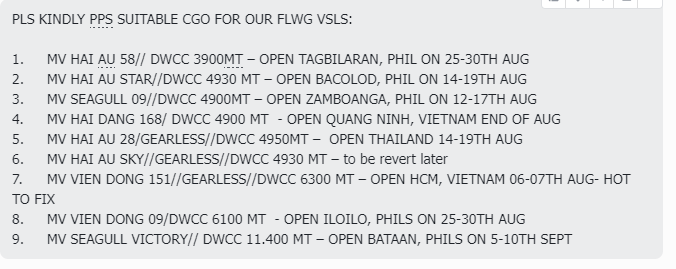 PLS KINDLY PPS SUITABLE CGO FOR OUR FLWG VSLS:
1. MV HAI AU 58// DWCC 3900MT – OPEN TAGBILARAN, PHIL ON 25-30TH AUG
2. MV HAI AU STAR//DWCC 4930 MT – OPEN BACOLOD, PHIL ON 14-19TH AUG
3. MV SEAGULL 09//DWCC 4900MT – OPEN ZAMBOANGA, PHIL ON 12-17TH AUG
4. MV HAI DANG 168/ DWCC 4900 MT - OPEN QUANG NINH, VIETNAM END OF AUG
5. MV HAI AU 28/GEARLESS//DWCC 4950MT – OPEN THAILAND 14-19TH AUG
6. MV HAI AU SKY//GEARLESS//DWCC 4930 MT – to be revert later
7. MV VIEN DONG 151//GEARLESS//DWCC 6300 MT – OPEN HCM, VIETNAM 06-07TH AUG- HOT
TO FIX
8. MV VIEN DONG 09/DWCC 6100 MT - OPEN ILOILO, PHILS ON 25-30TH AUG
9. MV SEAGULL VICTORY// DWCC 11.400 MT – OPEN BATAAN, PHILS ON 5-10TH SEPT